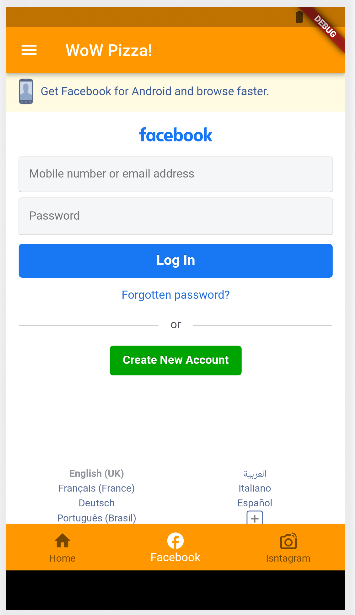 DEBUG
WoW Pizza!
Get Facebook for Android and browse faster.
facebook
Mobile number or email address
Password
Log In
Forgotten password?
or
Create New Account
English (UK) العربية
Français (France) Italiano
Deutsch Español
Português (Brasil)
Home Facebook Isntagram